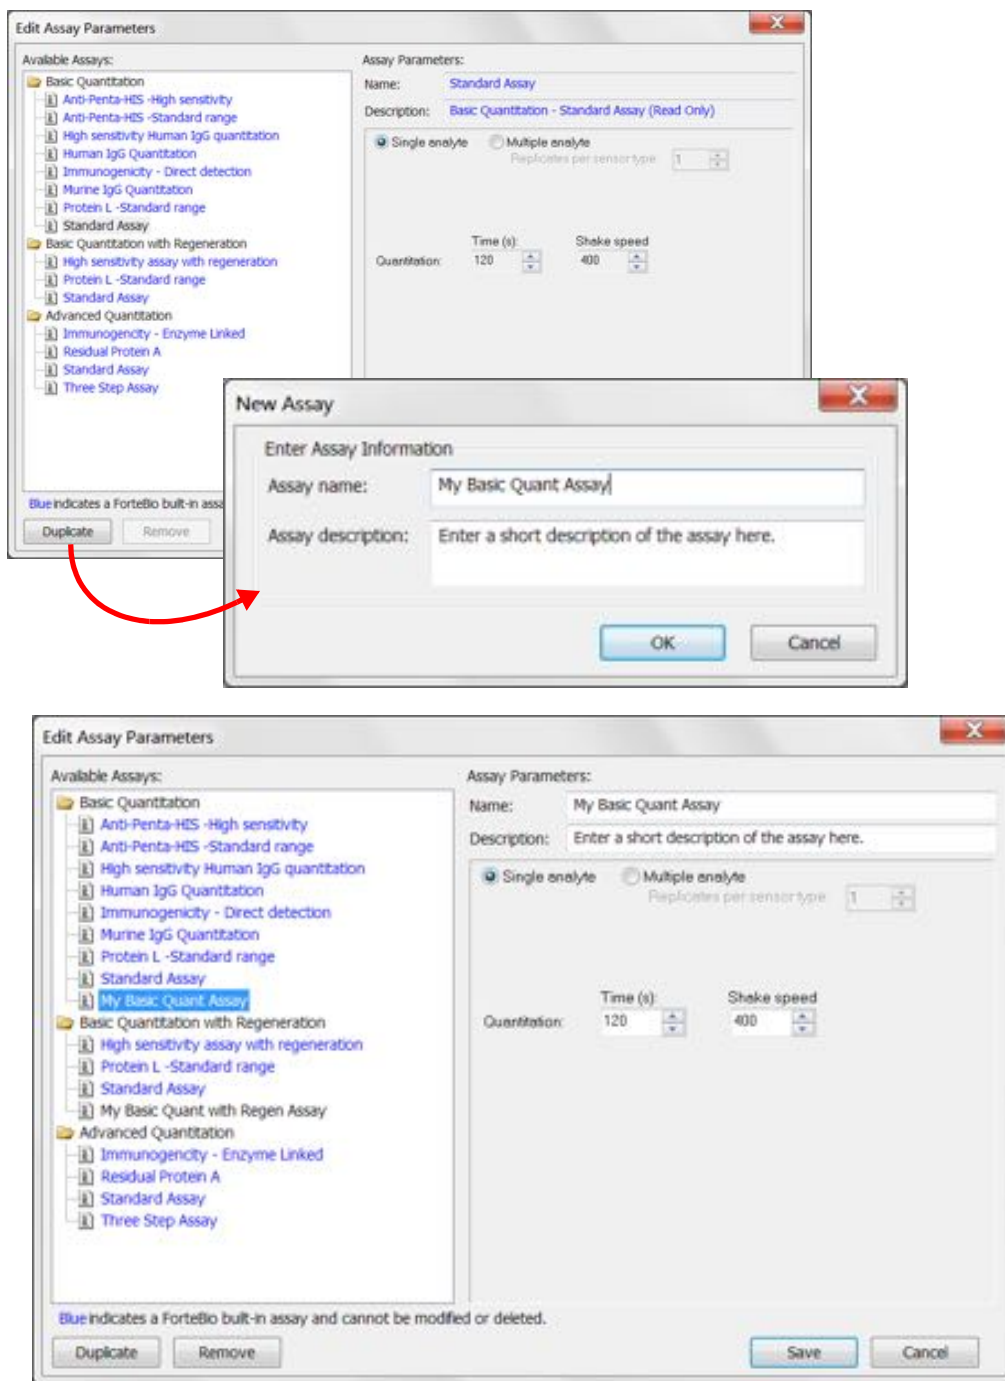 Edit Assay Parameters
Available Assays:
Basic Quantitation
Anti-Penta-HIS -High sensitivity
Anti-Penta-HIS -Standard range
High sensitivity Human IgG quantitation
Human IgG Quantitation
Immunogenicity - Direct detection
Murine IgG Quantitation
Protein L -Standard range
Standard Assay
Basic Quantitation with Regeneration
High sensitivity assay with regeneration
Protein L -Standard range
Standard Assay
Advanced Quantitation
Immunogencity - Enzyme Linked
Residual Protein A
Standard Assay
Three Step Assay
Blue indicates a ForteBio built-in assa
Duplicate Remove
Assay Parameters:
Name: Standard Assay
Description: Basic Quantitation - Standard Assay (Read Only)
Single analyte Multiple analyte
Replicates per sensor type: 1
Time (s): Shake speed
Quantitation: 120 400
New Assay
Enter Assay Information
Assay name: My Basic Quant Assay
Assay description: Enter a short description of the assay here.
OK Cancel
Edit Assay Parameters
Available Assays:
Basic Quantitation
Anti-Penta-HIS -High sensitivity
Anti-Penta-HIS -Standard range
High sensitivity Human IgG quantitation
Human IgG Quantitation
Immunogenicity - Direct detection
Murine IgG Quantitation
Protein L -Standard range
Standard Assay
My Basic Quant Assay
Basic Quantitation with Regeneration
High sensitivity assay with regeneration
Protein L -Standard range
Standard Assay
My Basic Quant with Regen Assay
Advanced Quantitation
Immunogencity - Enzyme Linked
Residual Protein A
Standard Assay
Three Step Assay
Assay Parameters:
Name: My Basic Quant Assay
Description: Enter a short description of the assay here.
Single analyte Multiple analyte
Replicates per sensor type: 1
Time (s): Shake speed
Quantitation: 120 400
Blue indicates a ForteBio built-in assay and cannot be modified or deleted.
Duplicate Remove Save Cancel